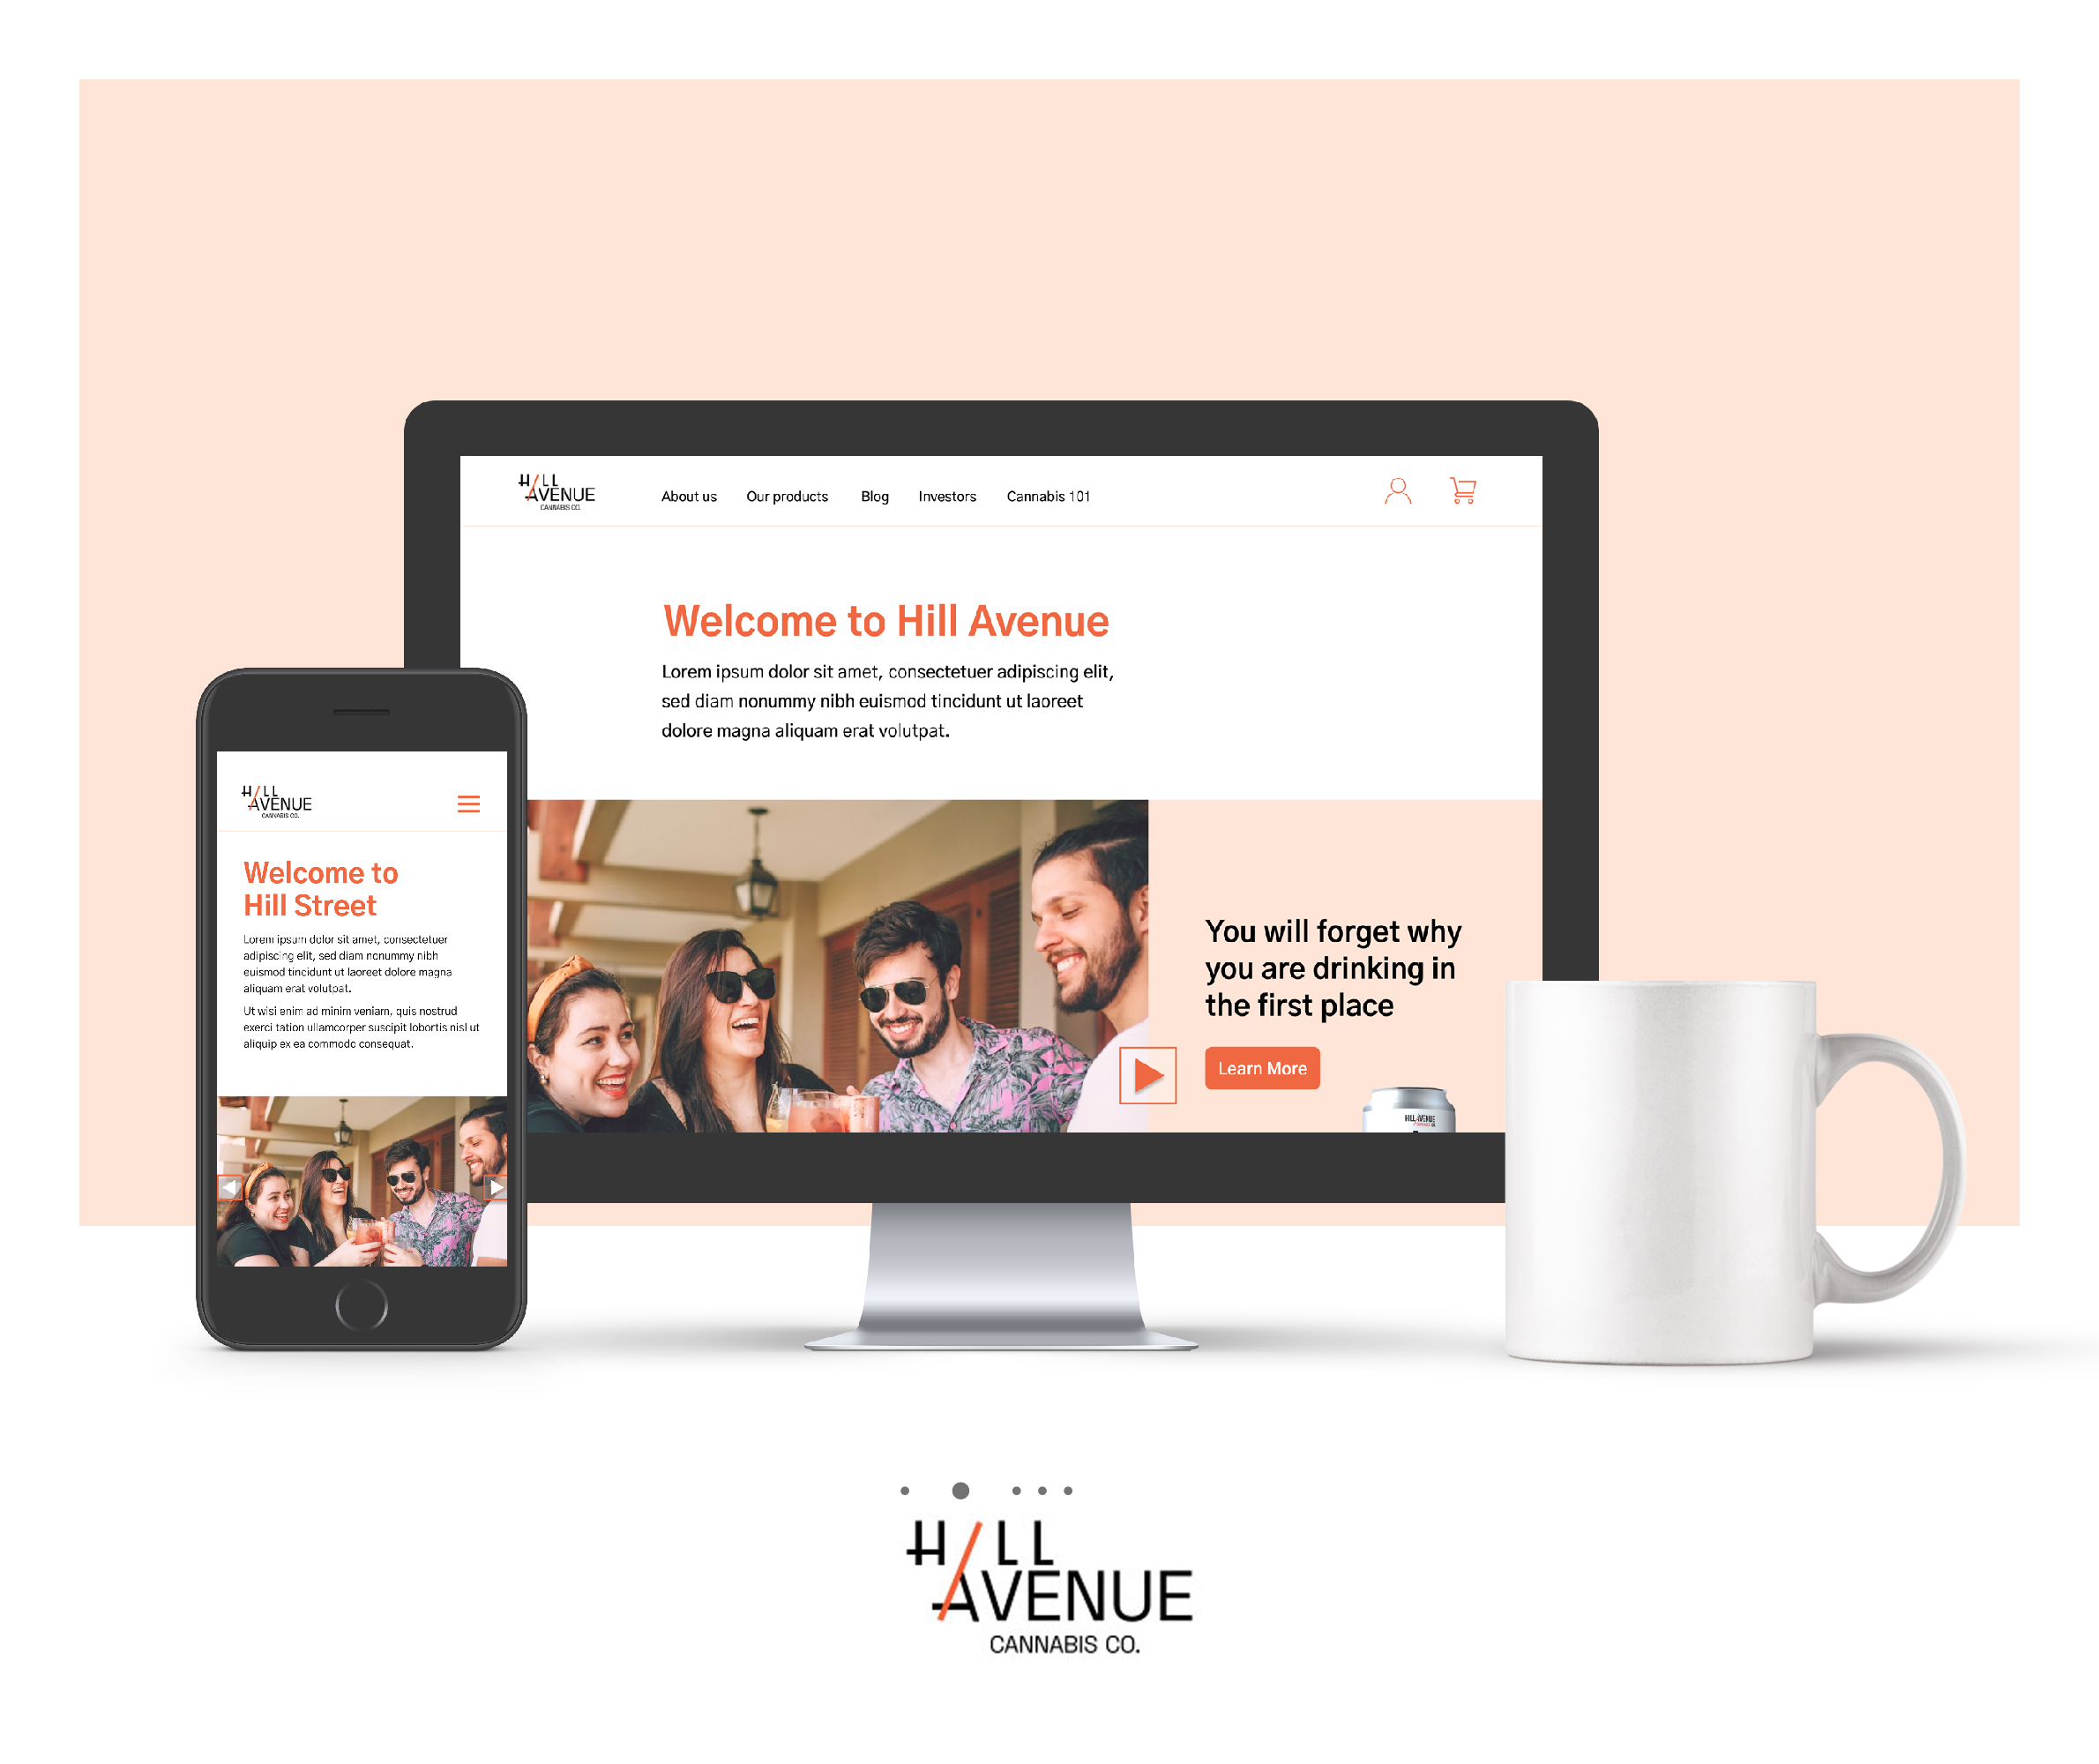 HILL
AVENUE
CANNABIS CO.
About us
Our products
Blog
Investors
Cannabis 101
Welcome to Hill Avenue
Lorem ipsum dolor sit amet, consectetuer adipiscing elit,
sed diam nonummy nibh euismod tincidunt ut laoreet
dolore magna aliquam erat volutpat.
You will forget why
you are drinking in
the first place
Learn More
HILL AVENUE
HILL
AVENUE
CANNABIS CO.
Welcome to
Hill Street
Lorem ipsum dolor sit amet, consectetuer
adipiscing elit, sed diam nonummy nibh
euismod tincidunt ut laoreet dolore magna
aliquam erat volutpat.
Ut wisi enim ad minim veniam, quis nostrud
exerci tation ullamcorper suscipit lobortis nisl ut
aliquip ex ea commodo consequat.
HILL
AVENUE
CANNABIS CO.